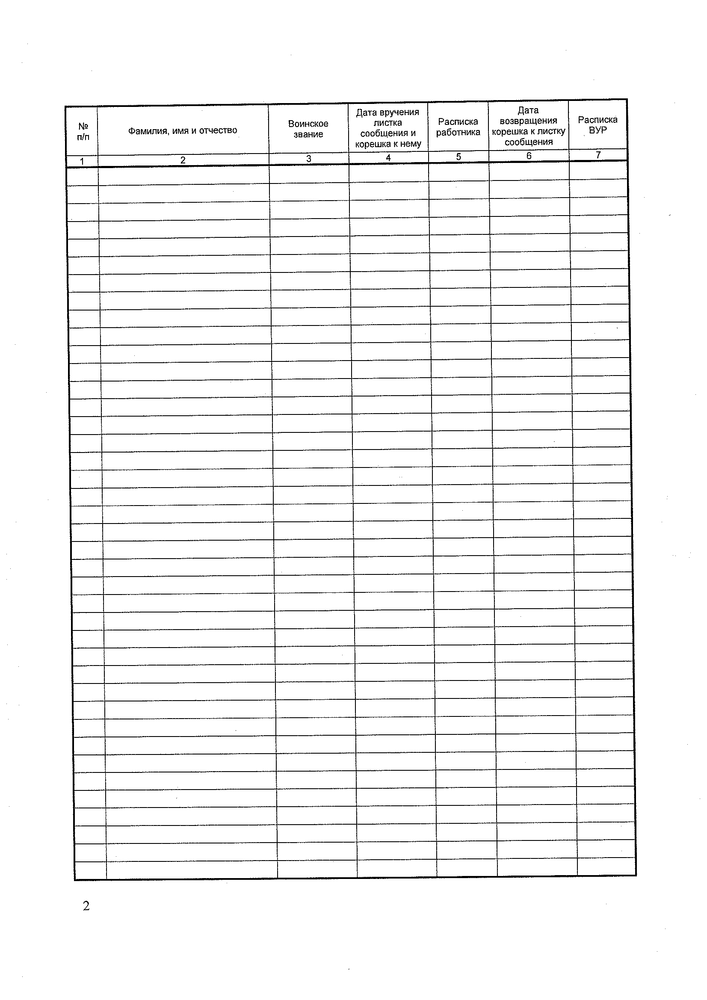 №
п/п
Фамилия, имя и отчество
Воинское
звание
Дата вручения
листка
сообщения и
корешка к нему
Расписка
работника
Дата
возвращения
корешка к листку
сообщения
Расписка
ВУР
1 2 3 4 5 6 7
2